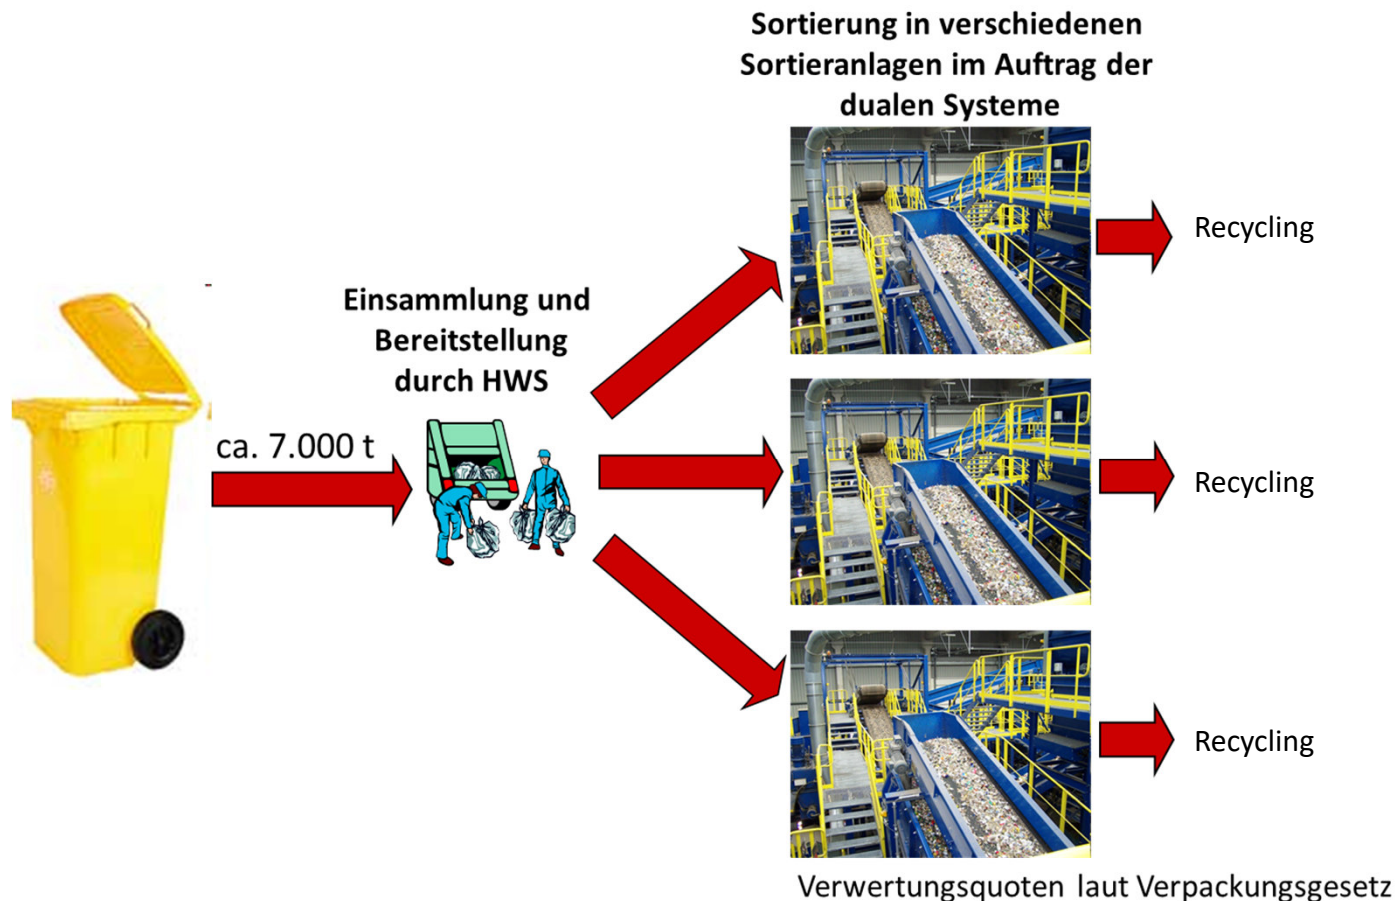 Sortierung in verschiedenen
Sortieranlagen im Auftrag der
dualen Systeme
Recycling
Einsammlung und
Bereitstellung
durch HWS
ca. 7.000 t
Recycling
Recycling
Verwertungsquoten laut Verpackungsgesetz